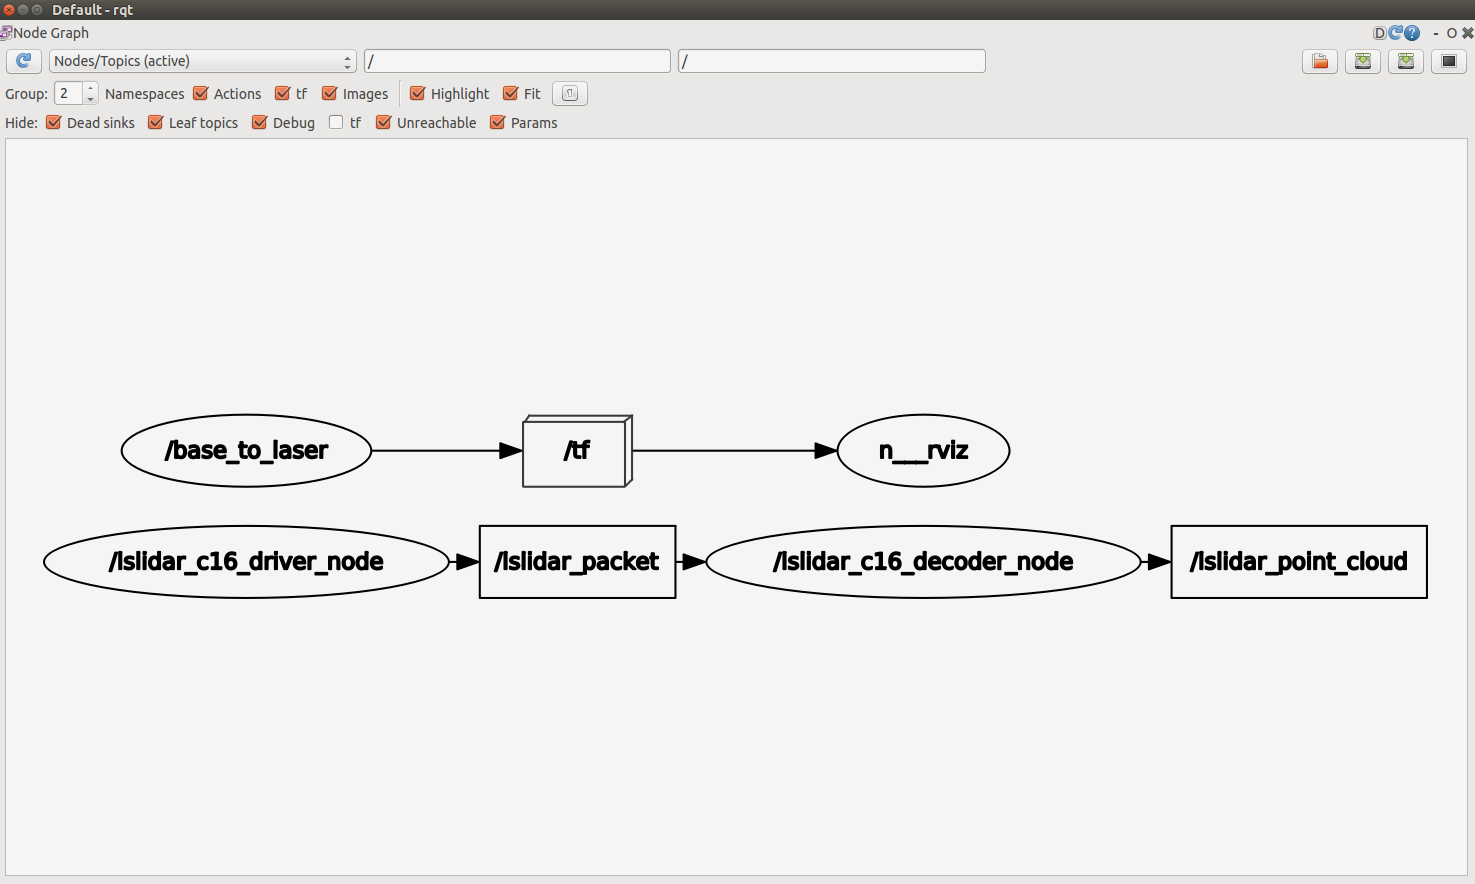 Default - rqt
Node Graph
D ? - O
Nodes/Topics (active) / /
Group: 2 Namespaces Actions tf Images Highlight Fit
Hide: Dead sinks Leaf topics Debug tf Unreachable Params
/base_to_laser /tf n___rviz
/lslidar_c16_driver_node /lslidar_packet /lslidar_c16_decoder_node /lslidar_point_cloud